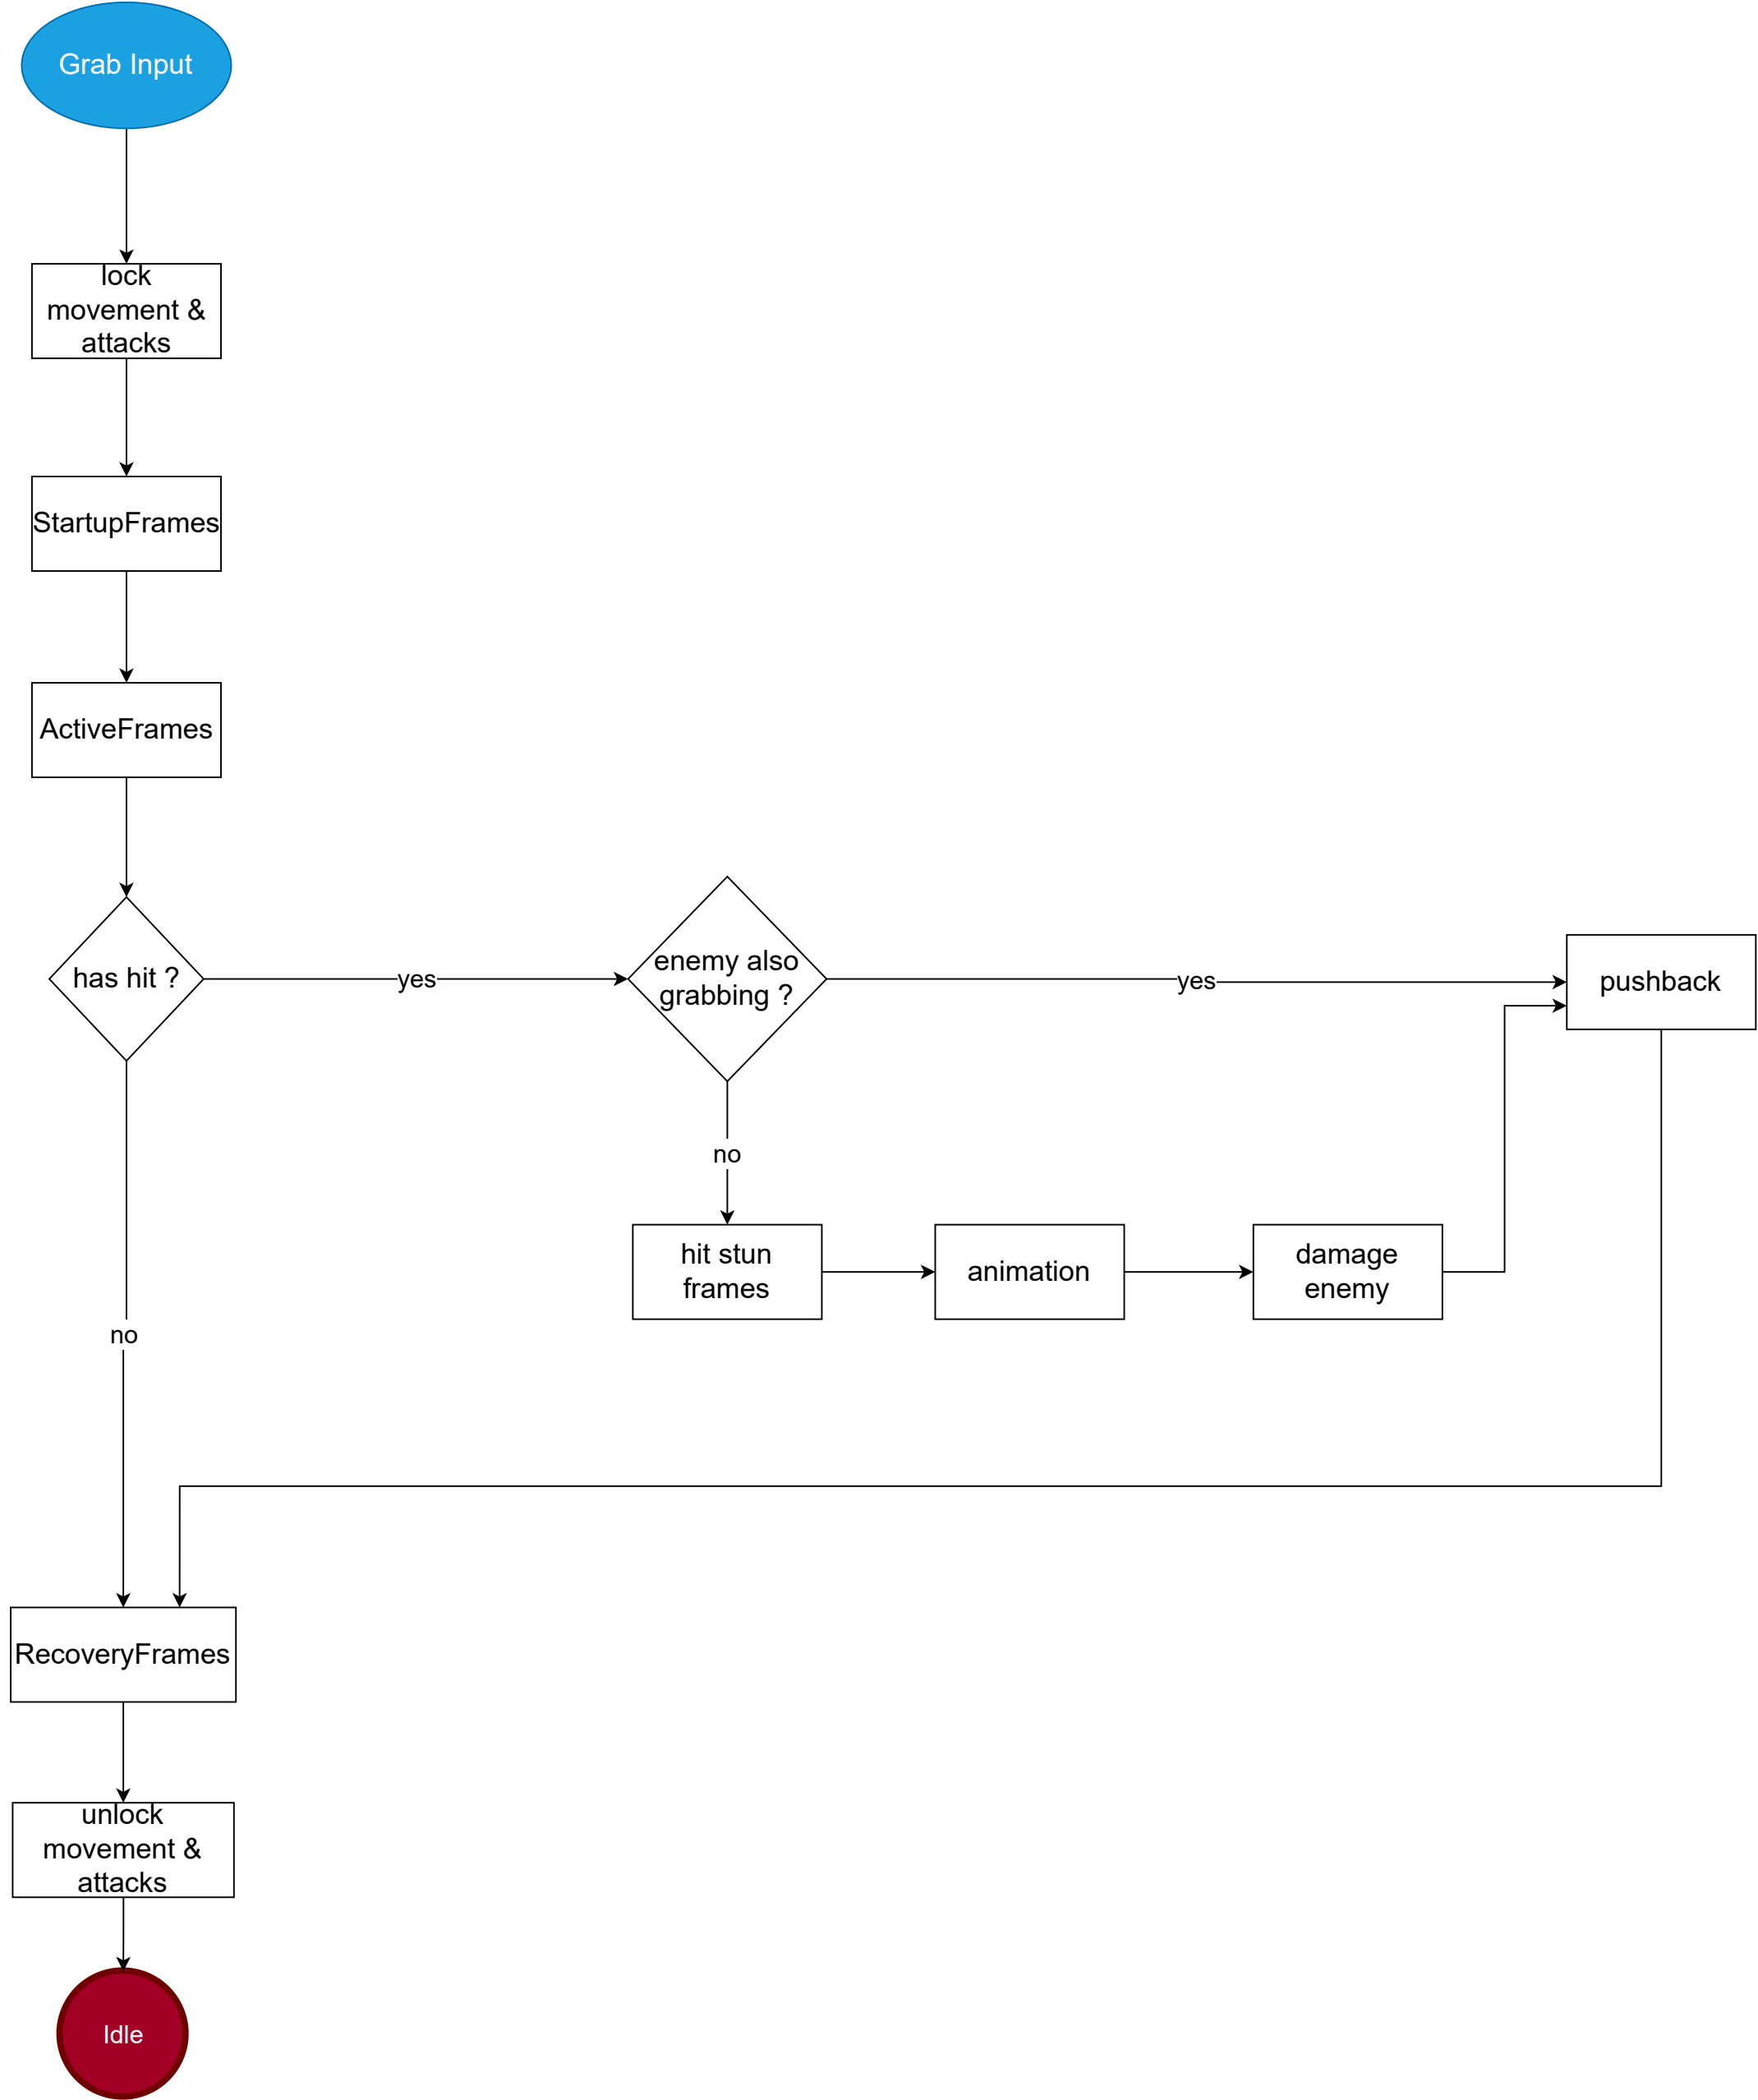 Grab Input
lock
movement &
attacks
StartupFrames
ActiveFrames
has hit ?
yes
enemy also
grabbing ?
yes
pushback
no
hit stun
frames
animation
damage
enemy
no
RecoveryFrames
unlock
movement &
attacks
Idle